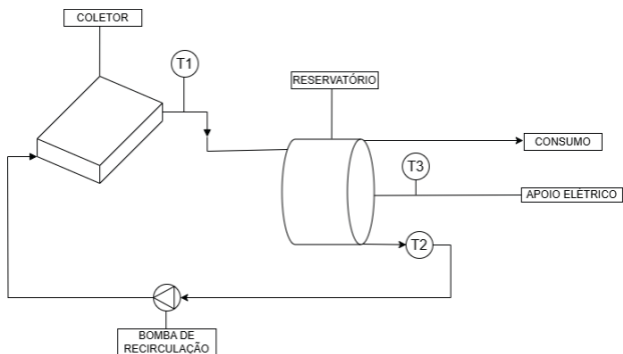 COLETOR
T1
RESERVATÓRIO
CONSUMO
T3
APOIO ELÉTRICO
T2
BOMBA DE
RECIRCULAÇÃO